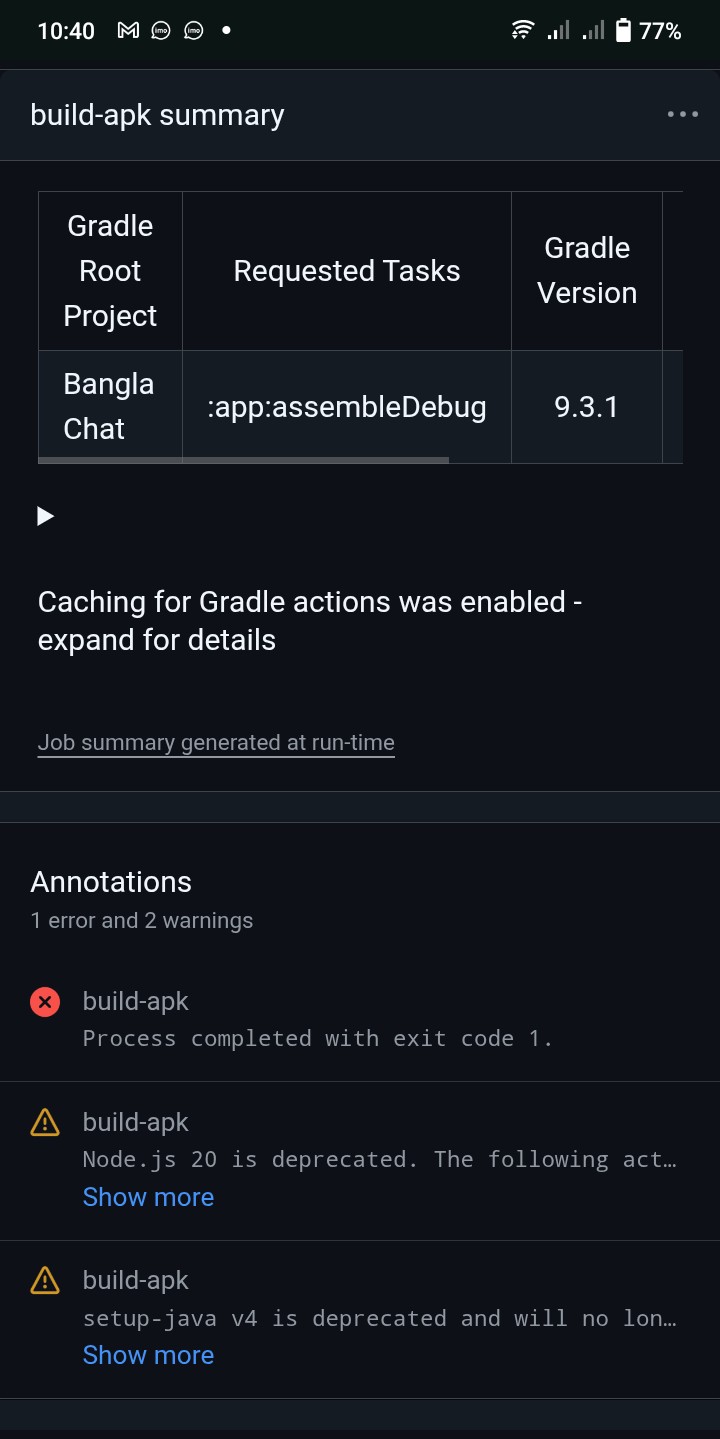 10:40
imo imo
77%
build-apk summary
Gradle
Root
Project
Requested Tasks
Gradle
Version
Bangla
Chat
:app:assembleDebug
9.3.1
Caching for Gradle actions was enabled -
expand for details
Job summary generated at run-time
Annotations
1 error and 2 warnings
build-apk
Process completed with exit code 1.
build-apk
Node.js 20 is deprecated. The following act…
Show more
build-apk
setup-java v4 is deprecated and will no lon…
Show more